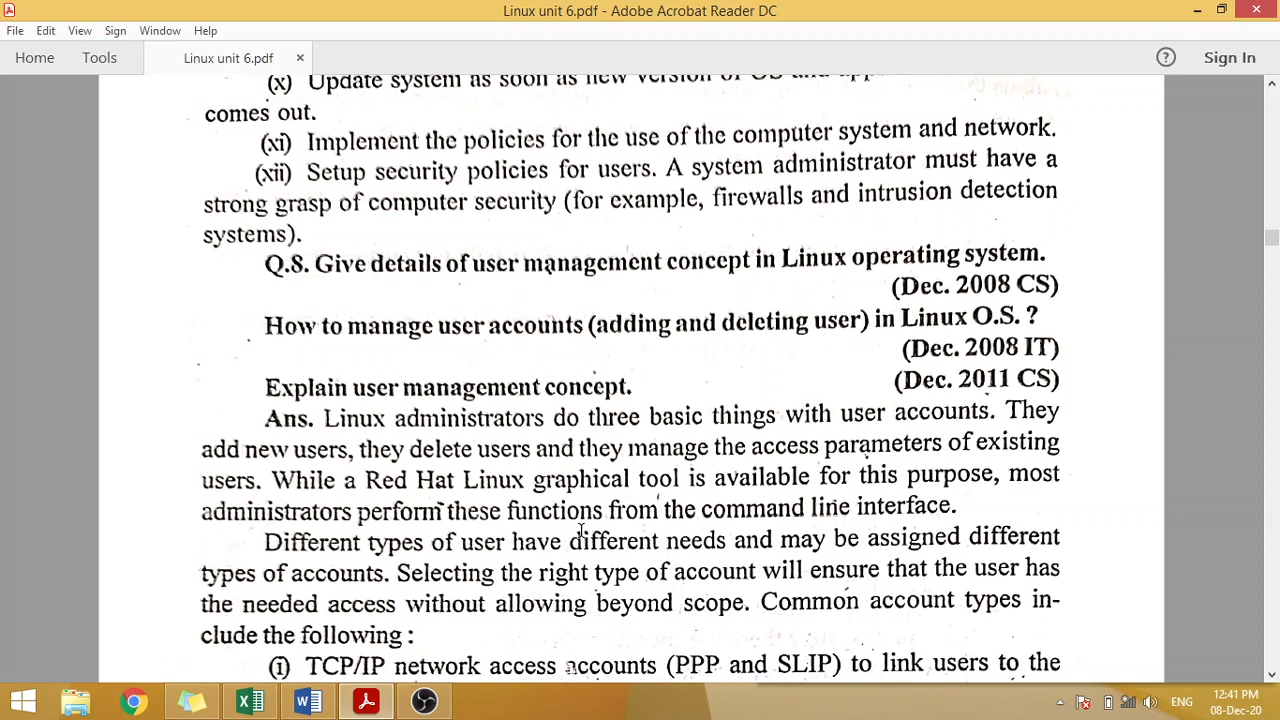 Linux unit 6.pdf - Adobe Acrobat Reader DC
File Edit View Sign Window Help
Home Tools Linux unit 6.pdf × Sign In
(x) Update system as soon as new version of OS and
comes out.
(xi) Implement the policies for the use of the computer system and network.
(xii) Setup security policies for users. A system administrator must have a
strong grasp of computer security (for example, firewalls and intrusion detection
systems).
Q.8. Give details of user management concept in Linux operating system.
(Dec. 2008 CS)
How to manage user accounts (adding and deleting user) in Linux O.S. ?
(Dec. 2008 IT)
Explain user management concept. (Dec. 2011 CS)
Ans. Linux administrators do three basic things with user accounts. They
add new users, they delete users and they manage the access parameters of existing
users. While a Red Hat Linux graphical tool is available for this purpose, most
administrators perform these functions from the command line interface.
Different types of user have different needs and may be assigned different
types of accounts. Selecting the right type of account will ensure that the user has
the needed access without allowing beyond scope. Common account types in-
clude the following :
(i) TCP/IP network access accounts (PPP and SLIP) to link users to the
ENG 12:41 PM
08-Dec-20